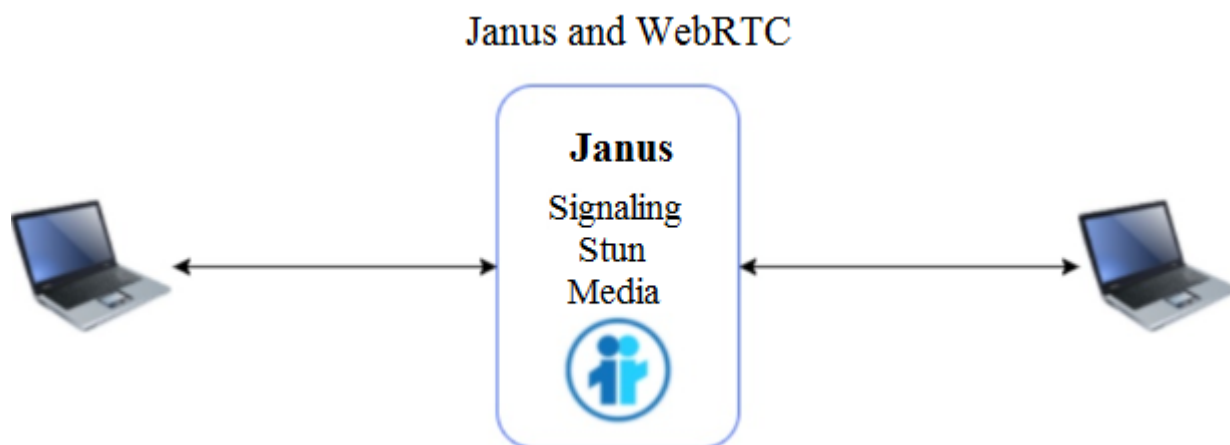 Janus and WebRTC
Janus
Signaling
Stun
Media